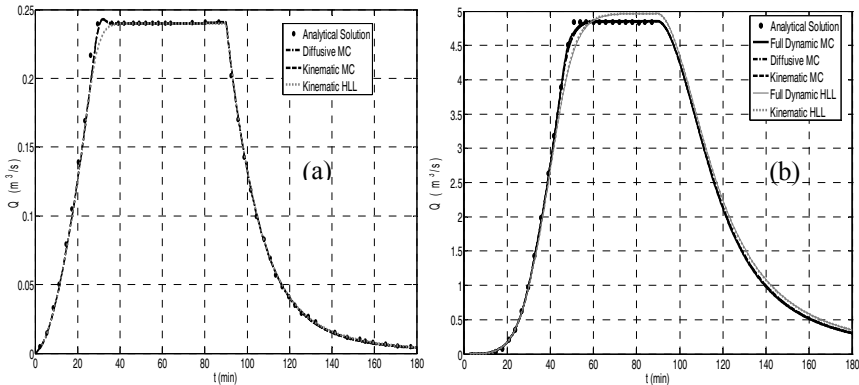 0.25
0.2
0.15
0.1
0.05
0
Q (m³/s)
0 20 40 60 80 100 120 140 160 180
t (min)
Analytical Solution
Diffusive MC
Kinematic MC
Kinematic HLL
(a)
5
4.5
4
3.5
3
2.5
2
1.5
1
0.5
0
Q (m³/s)
0 20 40 60 80 100 120 140 160 180
t (min)
Analytical Solution
Full Dynamic MC
Diffusive MC
Kinematic MC
Full Dynamic HLL
Kinematic HLL
(b)